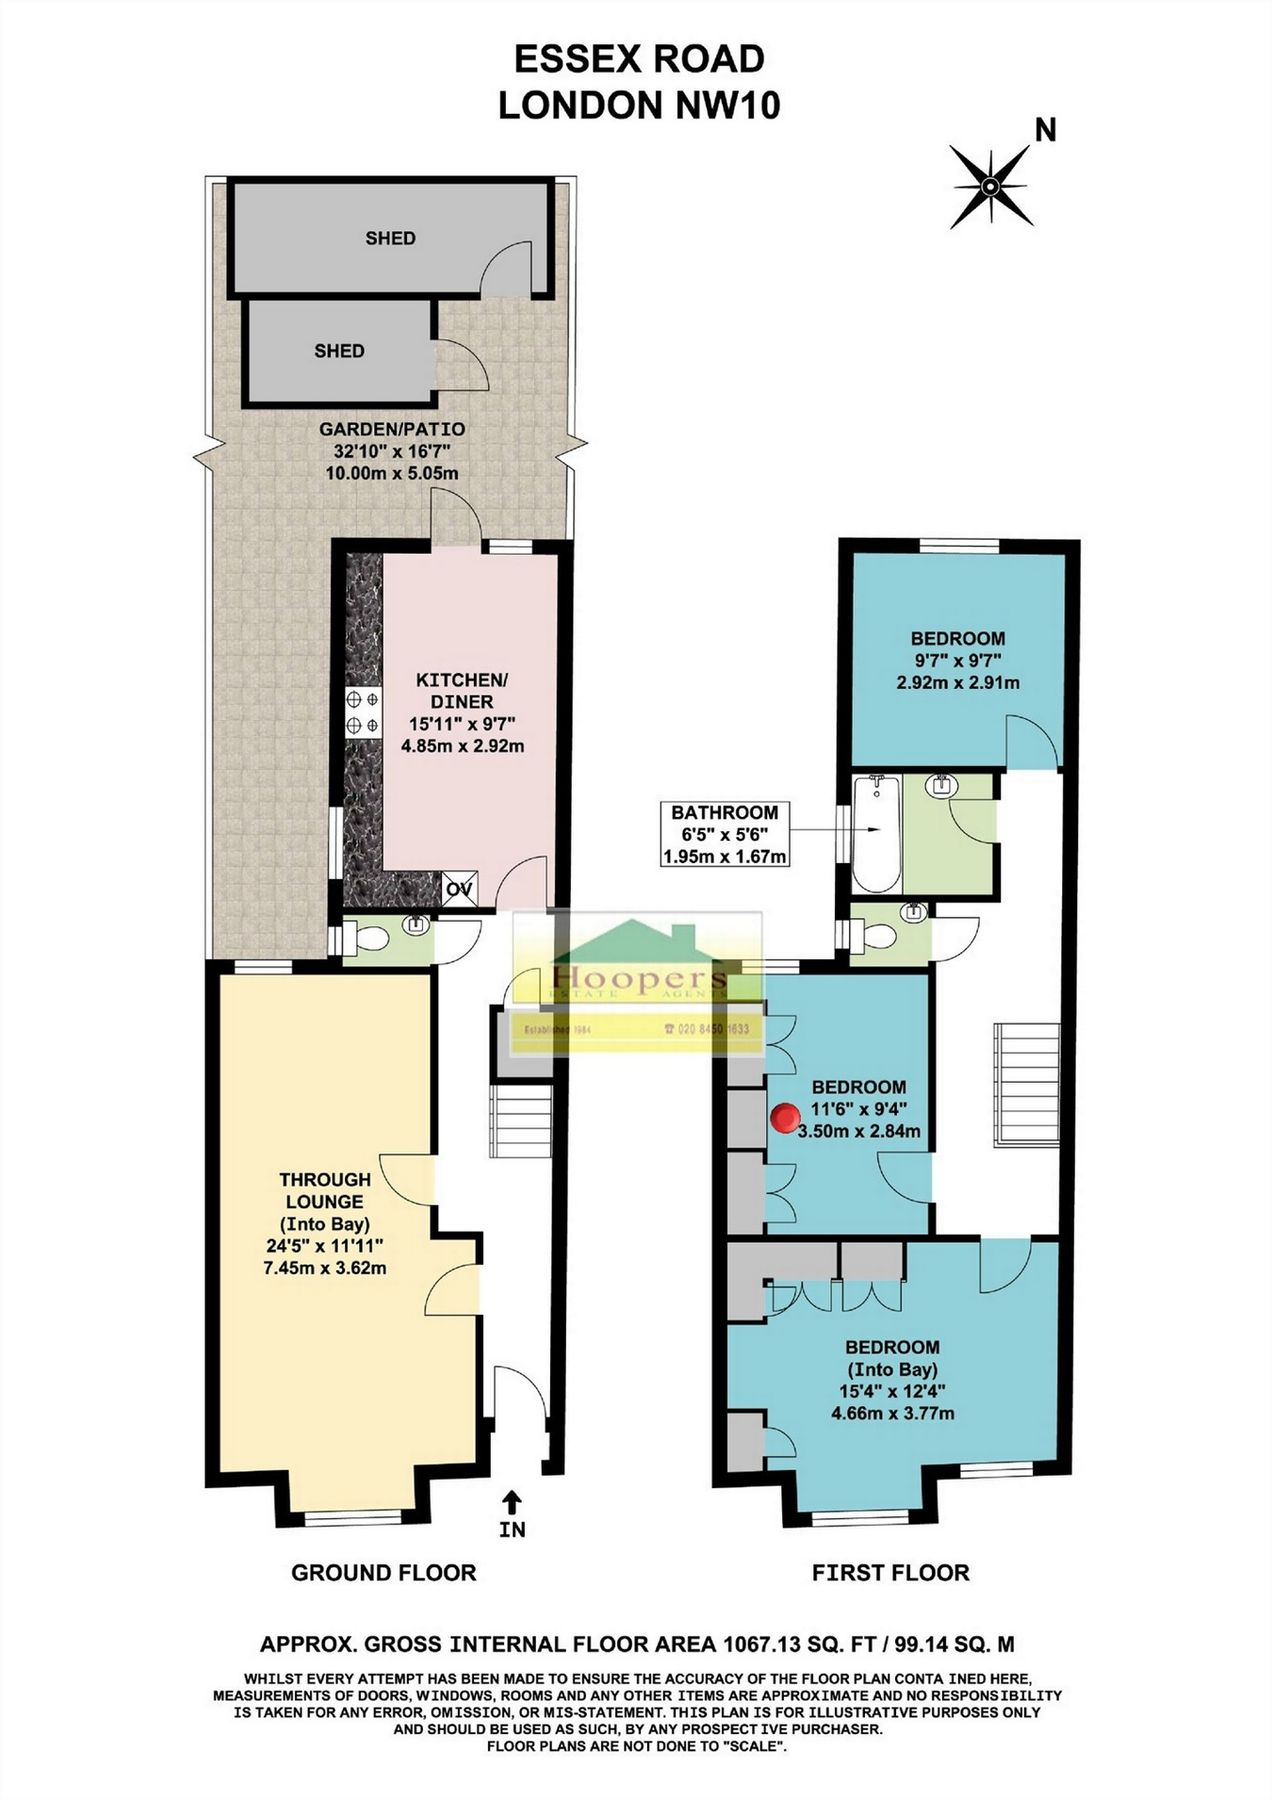 ESSEX ROAD
LONDON NW10
N
SHED
SHED
GARDEN/PATIO
32'10" x 16'7"
10.00m x 5.05m
KITCHEN/
DINER
15'11" x 9'7"
4.85m x 2.92m
OV
BEDROOM
9'7" x 9'7"
2.92m x 2.91m
BATHROOM
6'5" x 5'6"
1.95m x 1.67m
Hoopers
ESTATE AGENTS
Established 1984 ☎ 020 8450 1633
BEDROOM
11'6" x 9'4"
3.50m x 2.84m
THROUGH
LOUNGE
(Into Bay)
24'5" x 11'11"
7.45m x 3.62m
BEDROOM
(Into Bay)
15'4" x 12'4"
4.66m x 3.77m
IN
GROUND FLOOR
FIRST FLOOR
APPROX. GROSS INTERNAL FLOOR AREA 1067.13 SQ. FT / 99.14 SQ. M
WHILST EVERY ATTEMPT HAS BEEN MADE TO ENSURE THE ACCURACY OF THE FLOOR PLAN CONTA INED HERE,
MEASUREMENTS OF DOORS, WINDOWS, ROOMS AND ANY OTHER ITEMS ARE APPROXIMATE AND NO RESPONSIBILITY
IS TAKEN FOR ANY ERROR, OMISSION, OR MIS-STATEMENT. THIS PLAN IS FOR ILLUSTRATIVE PURPOSES ONLY
AND SHOULD BE USED AS SUCH, BY ANY PROSPECT IVE PURCHASER.
FLOOR PLANS ARE NOT DONE TO "SCALE".